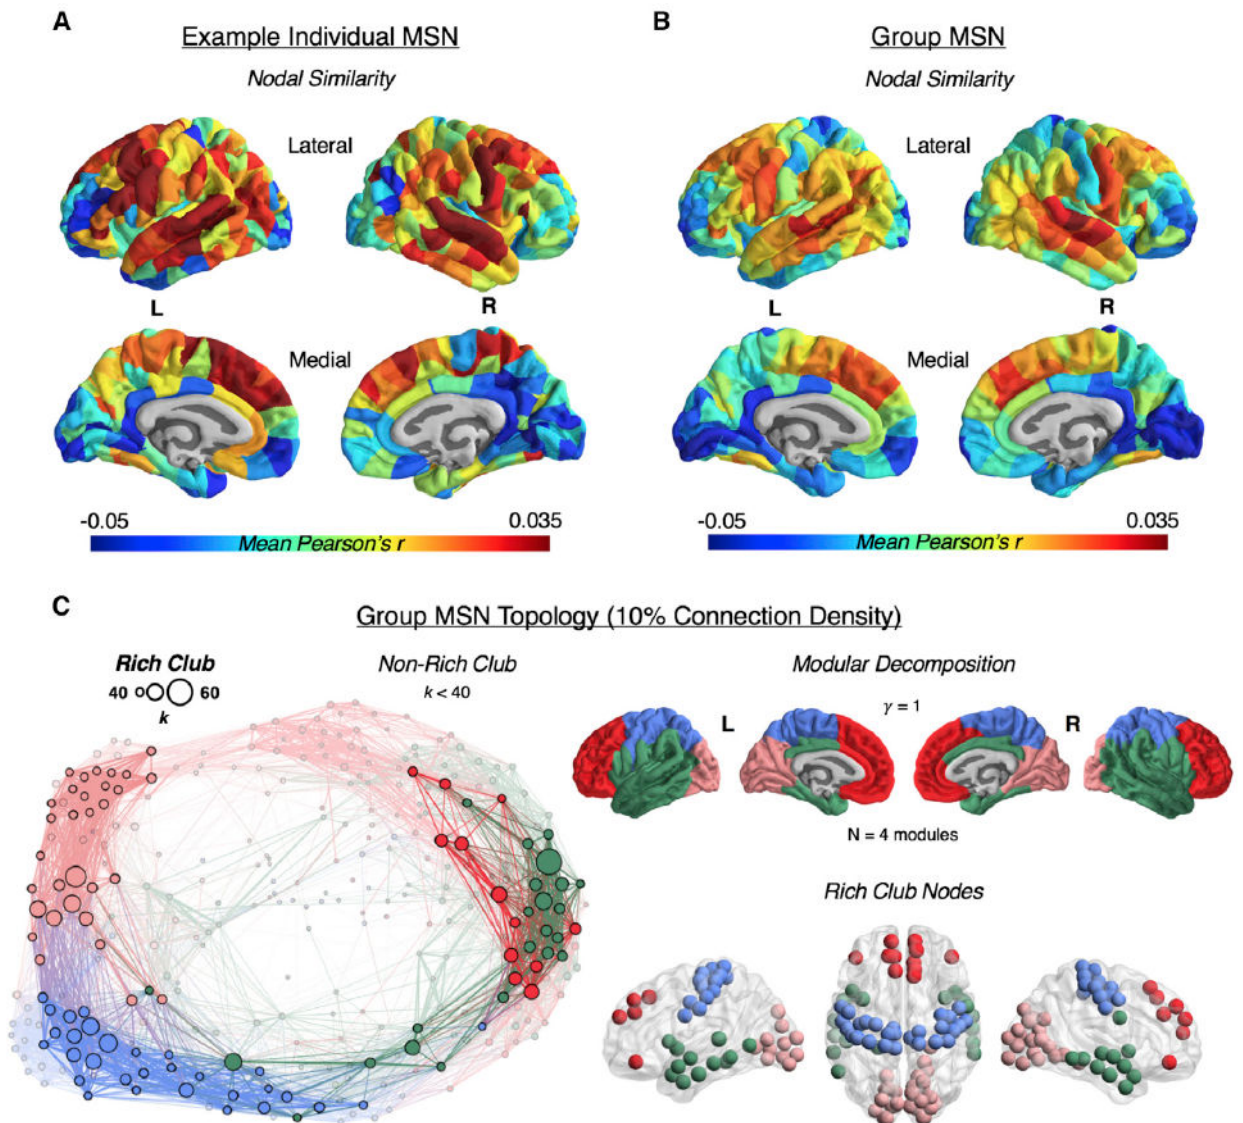 A
Example Individual MSN
Nodal Similarity
Lateral
L
R
Medial
-0.05
0.035
Mean Pearson's r
B
Group MSN
Nodal Similarity
Lateral
L
R
Medial
-0.05
0.035
Mean Pearson's r
C
Group MSN Topology (10% Connection Density)
Rich Club
40 60
k
Non-Rich Club
k < 40
Modular Decomposition
γ = 1
L
R
N = 4 modules
Rich Club Nodes